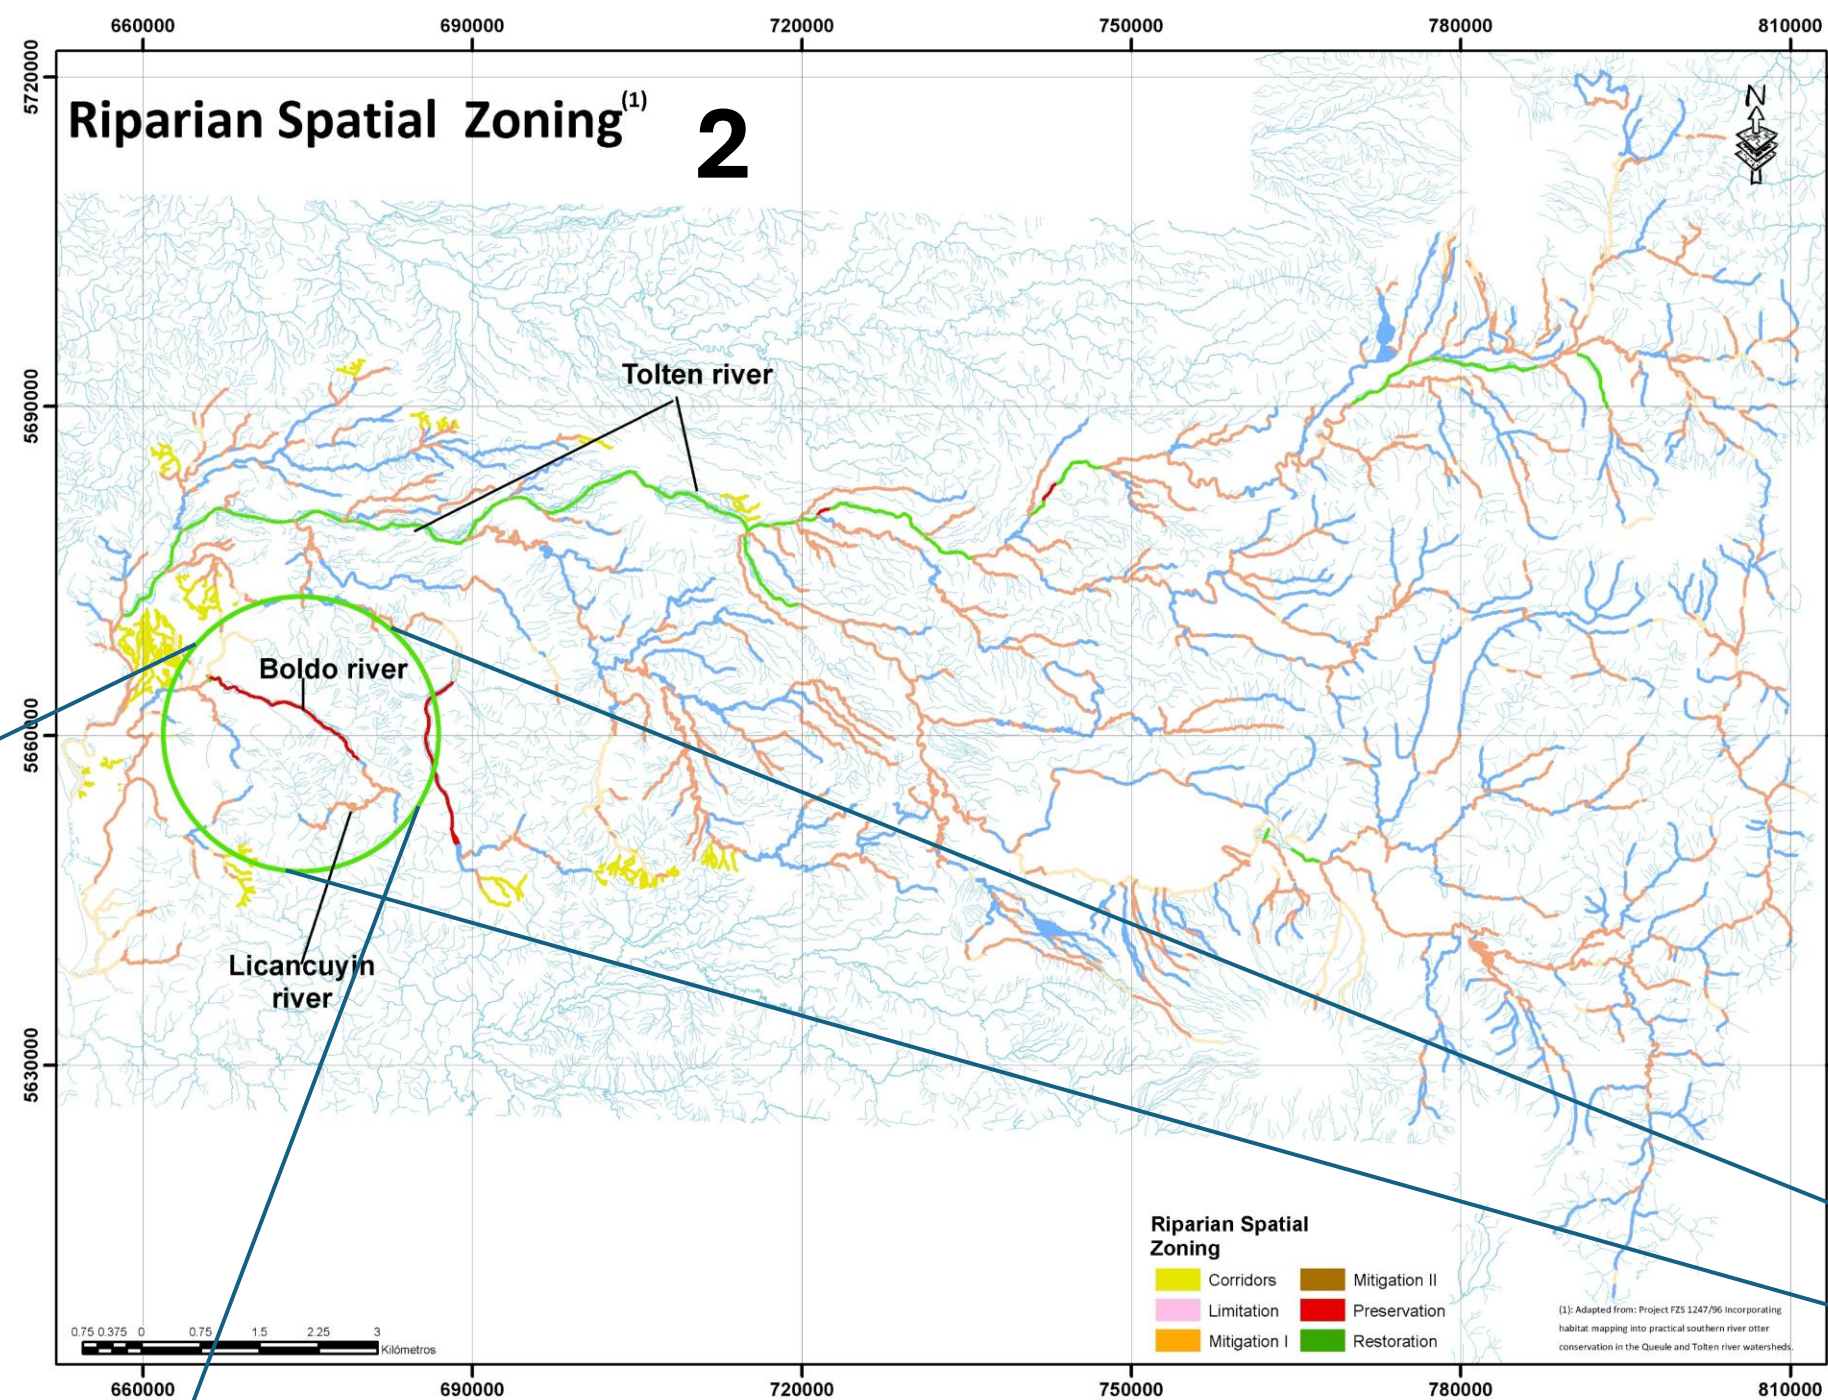 660000 690000 720000 750000 780000 810000
5720000
Riparian Spatial Zoning(1)
2
N
Tolten river
5690000
Boldo river
5660000
Licancuyin
river
5630000
Riparian Spatial
Zoning
Corridors Mitigation II
Limitation Preservation
Mitigation I Restoration
(1): Adapted from: Project FZS 1247/96 Incorporating
habitat mapping into practical southern river otter
conservation in the Queule and Tolten river watersheds.
0.75 0.375 0 0.75 1.5 2.25 3
Kilómetros
660000 690000 720000 750000 780000 810000